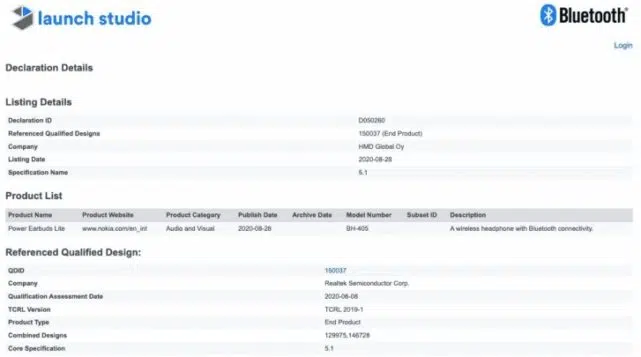 launch studio
Bluetooth®
Login
Declaration Details
Listing Details
Declaration ID D050260
Referenced Qualified Designs 150037 (End Product)
Company HMD Global Oy
Listing Date 2020-08-28
Specification Name 5.1
Product List
Product Name Product Website Product Category Publish Date Archive Date Model Number Subset ID Description
Power Earbuds Lite www.nokia.com/en_int Audio and Visual 2020-08-28 BH-405 A wireless headphone with Bluetooth connectivity.
Referenced Qualified Design:
QDID 150037
Company Realtek Semiconductor Corp.
Qualification Assessment Date 2020-08-08
TCRL Version TCRL 2019-1
Product Type End Product
Combined Designs 129975,146728
Core Specification 5.1